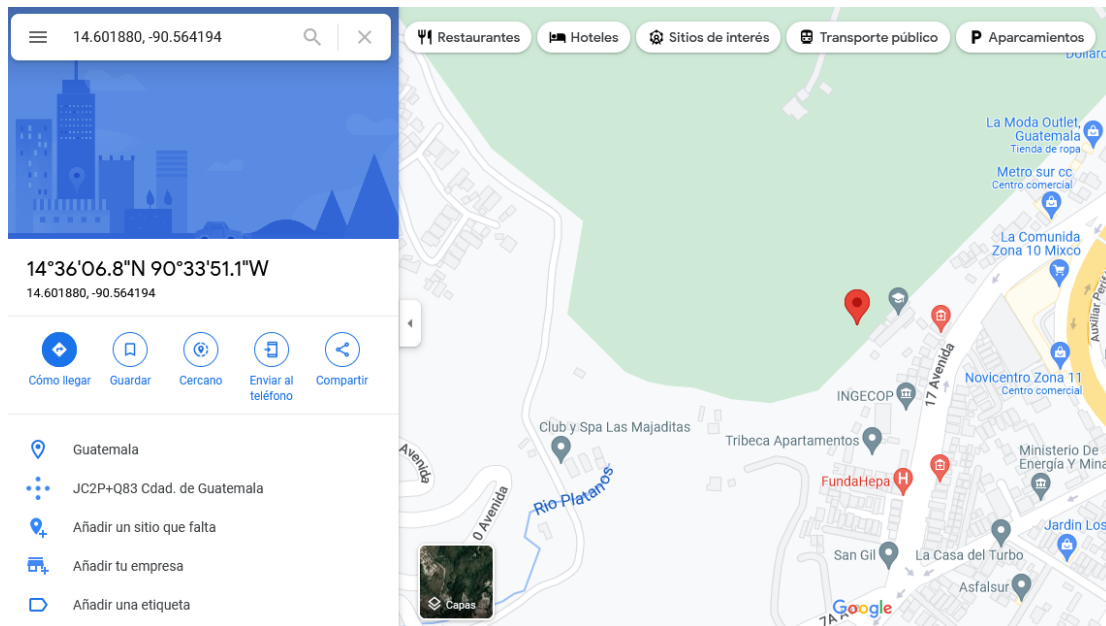 14.601880, -90.564194
Restaurantes
Hoteles
Sitios de interés
Transporte público
Aparcamientos
14°36'06.8"N 90°33'51.1"W
14.601880, -90.564194
Cómo llegar
Guardar
Cercano
Enviar al
teléfono
Compartir
Guatemala
JC2P+Q83 Cdad. de Guatemala
Añadir un sitio que falta
Añadir tu empresa
Añadir una etiqueta
La Moda Outlet,
Guatemala
Tienda de ropa
Metro sur cc
Centro comercial
La Comunida
Zona 10 Mixco
17 Avenida
Novicentro Zona 11
Centro comercial
INGECOP
Club y Spa Las Majaditas
Tribeca Apartamentos
Ministerio De
Energía Y Mina
FundaHepa
Avenida
Rio Platanos
0 Avenida
Jardin Los
San Gil
La Casa del Turbo
Asfalsur
Capas
Google